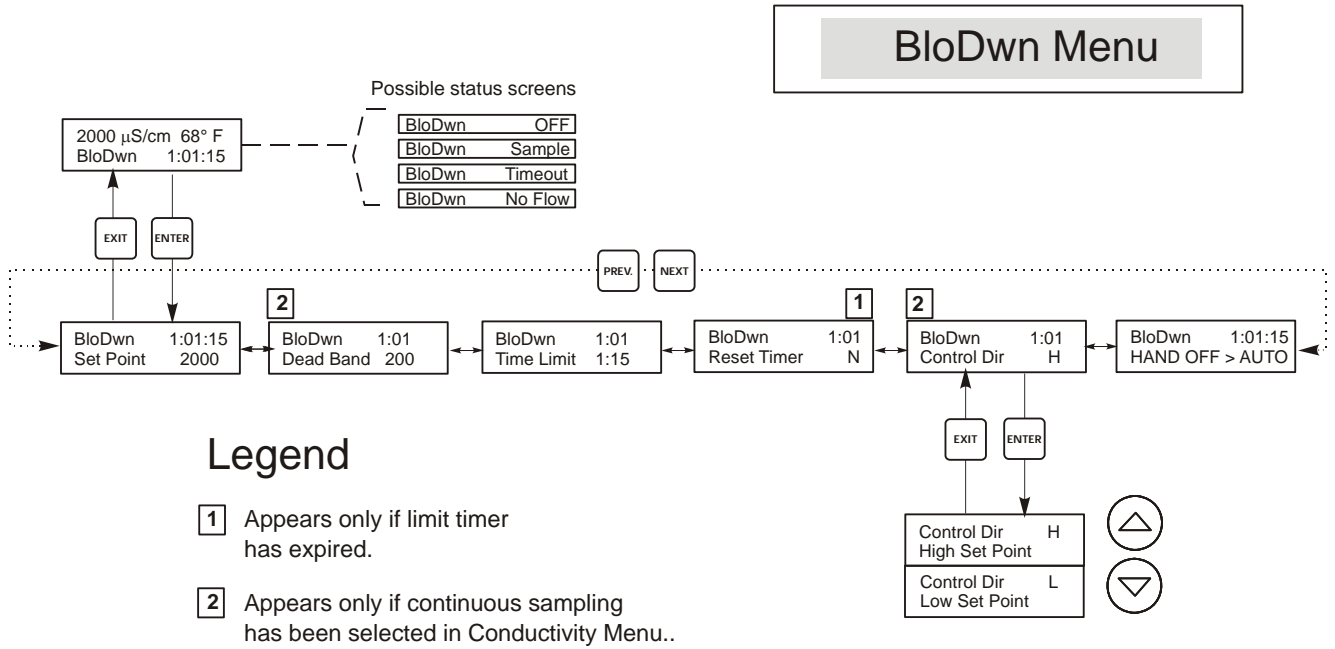 BloDwn Menu
Possible status screens
2000 µS/cm 68° F
BloDwn 1:01:15
BloDwn OFF
BloDwn Sample
BloDwn Timeout
BloDwn No Flow
EXIT
ENTER
PREV.
NEXT
2
1
2
BloDwn 1:01:15
Set Point 2000
BloDwn 1:01
Dead Band 200
BloDwn 1:01
Time Limit 1:15
BloDwn 1:01
Reset Timer N
BloDwn 1:01
Control Dir H
BloDwn 1:01:15
HAND OFF > AUTO
EXIT
ENTER
Control Dir H
High Set Point
Control Dir L
Low Set Point
Legend
1 Appears only if limit timer
has expired.
2 Appears only if continuous sampling
has been selected in Conductivity Menu..